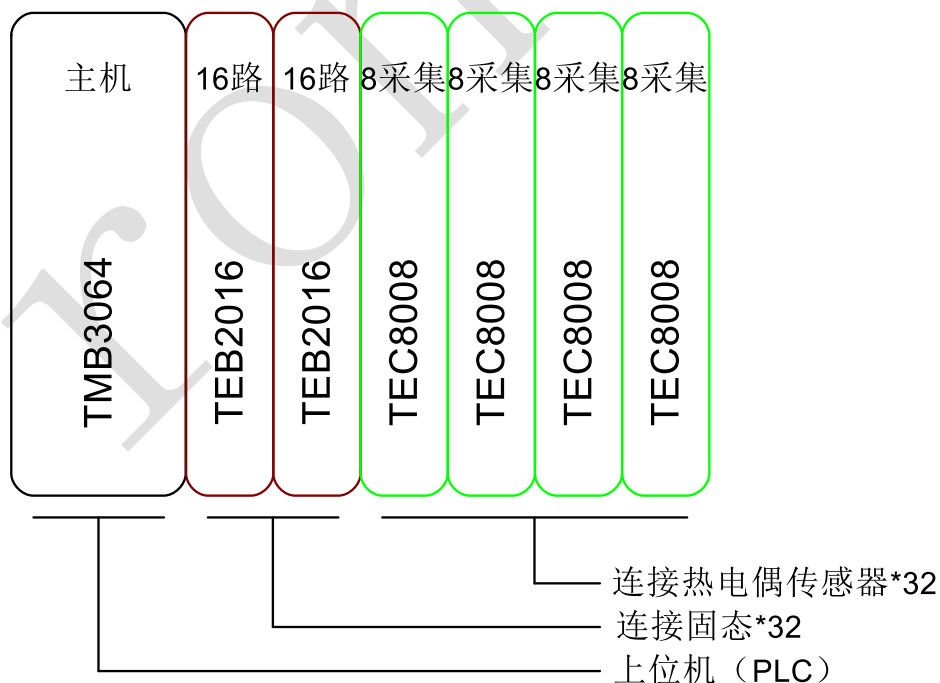 主机 16路 16路 8采集 8采集 8采集 8采集
TMB3064 TEB2016 TEB2016 TEC8008 TEC8008 TEC8008 TEC8008
连接热电偶传感器*32
连接固态*32
上位机（PLC）